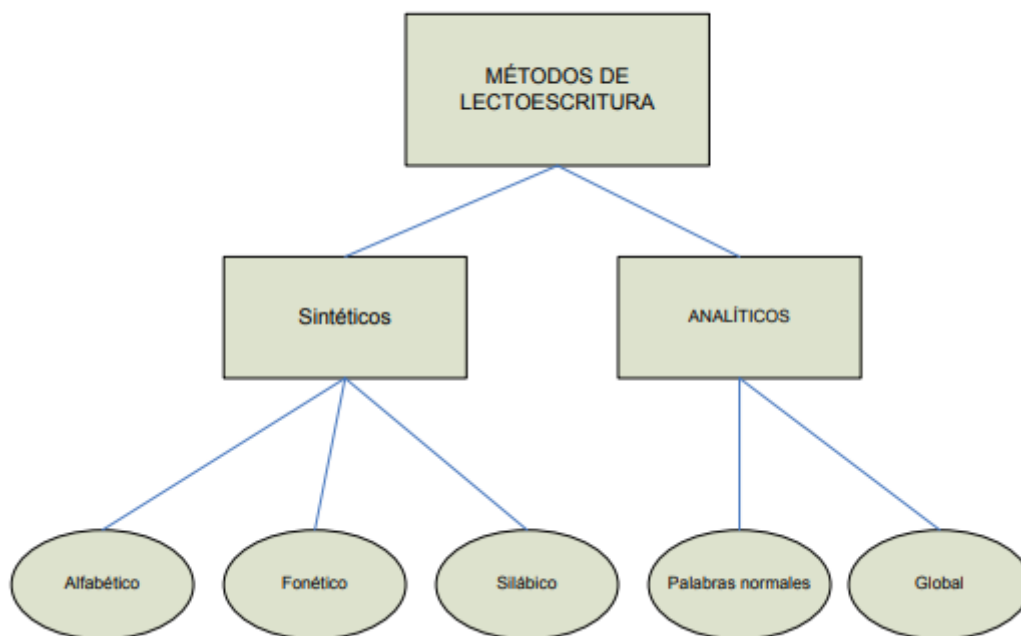 MÉTODOS DE
LECTOESCRITURA
Sintéticos
ANALÍTICOS
Alfabético
Fonético
Silábico
Palabras normales
Global